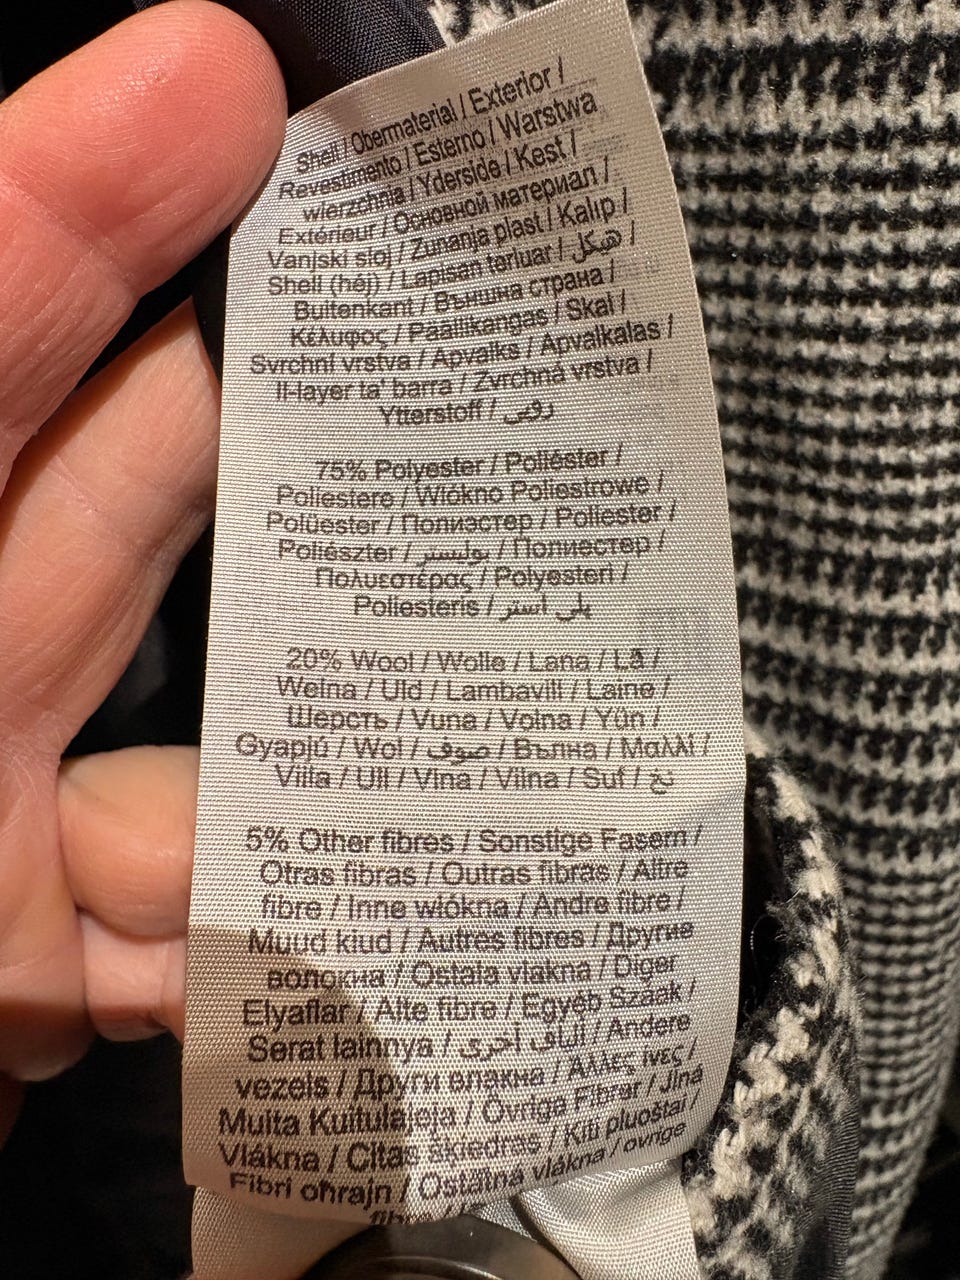 Shell / Obermaterial / Exterior /
Revestimento / Esterno / Warstwa
wierzchnia / Yderside / Kest /
Extérieur / Основной материал /
Vanjski sloj / Zunanja plast / Kalıp /
Shell (héj) / Lapisan terluar / هيكل /
Buitenkant / Външна страна /
Κέλυφος / Päällikangas / Skal /
Svrchní vrstva / Apvalks / Apvalkalas /
Il-layer ta' barra / Zvrchná vrstva /
Ytterstoff / روئی
75% Polyester / Poliéster /
Poliestere / Włókno Poliestrowe /
Polüester / Полиэстер / Poliester /
Poliészter / بوليستر / Полиестер /
Πολυεστέρας / Polyesteri /
Poliesteris / پلی استر
20% Wool / Wolle / Lana / Lã /
Wełna / Uld / Lambavill / Laine /
Шерсть / Vuna / Volna / Yün /
Gyapjú / Wol / صوف / Вълна / Μαλλί /
Villa / Ull / Vlna / Vilna / Suf / نخ
5% Other fibres / Sonstige Fasern /
Otras fibras / Outras fibras / Altre
fibre / Inne włókna / Andre fibre /
Muud kiud / Autres fibres / Другие
волокна / Ostala vlakna / Diğer
Elyaflar / Alte fibre / Egyéb Száak /
Serat lainnya / ألياف أخرى / Andere
vezels / Други влакна / Άλλες ίνες /
Muita Kuitulajeja / Övriga Fibrer / Jiná
Vlákna / Citas šķiedras / Kiti pluoštai /
Fibri oħrajn / Ostatná vlákna / øvrige
fibre /